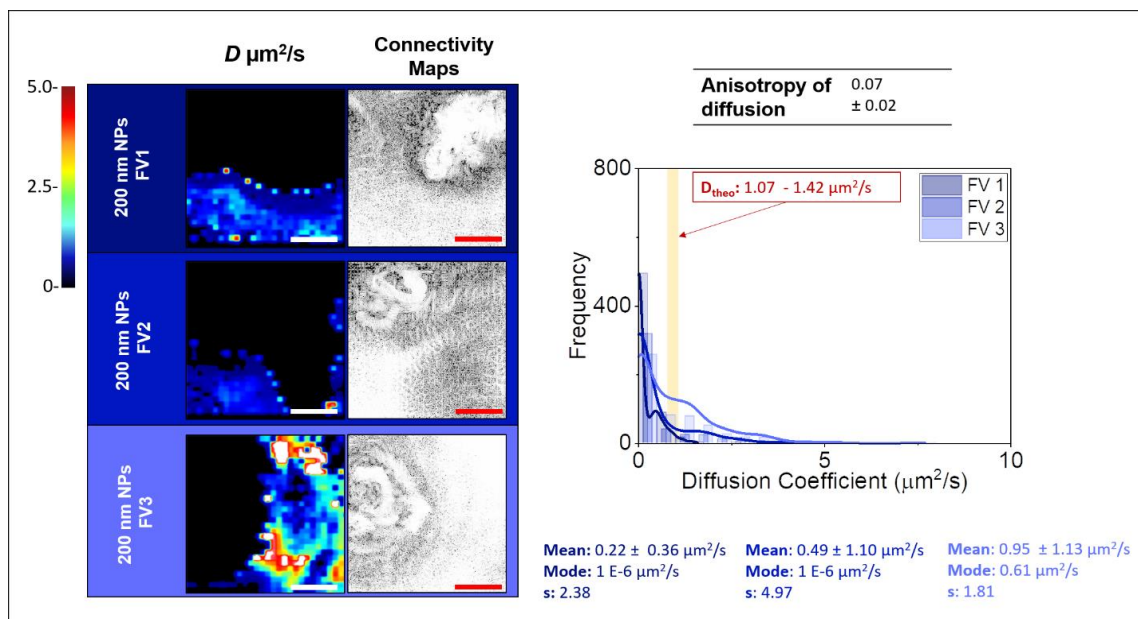 D µm²/s
Connectivity
Maps
5.0-
2.5-
0-
200 nm NPs
FV1
200 nm NPs
FV2
200 nm NPs
FV3
Anisotropy of
diffusion
0.07
± 0.02
800
400
0
Frequency
Dtheo: 1.07 - 1.42 µm²/s
FV 1
FV 2
FV 3
0
5
10
Diffusion Coefficient (µm²/s)
Mean: 0.22 ± 0.36 µm²/s
Mode: 1 E-6 µm²/s
s: 2.38
Mean: 0.49 ± 1.10 µm²/s
Mode: 1 E-6 µm²/s
s: 4.97
Mean: 0.95 ± 1.13 µm²/s
Mode: 0.61 µm²/s
s: 1.81